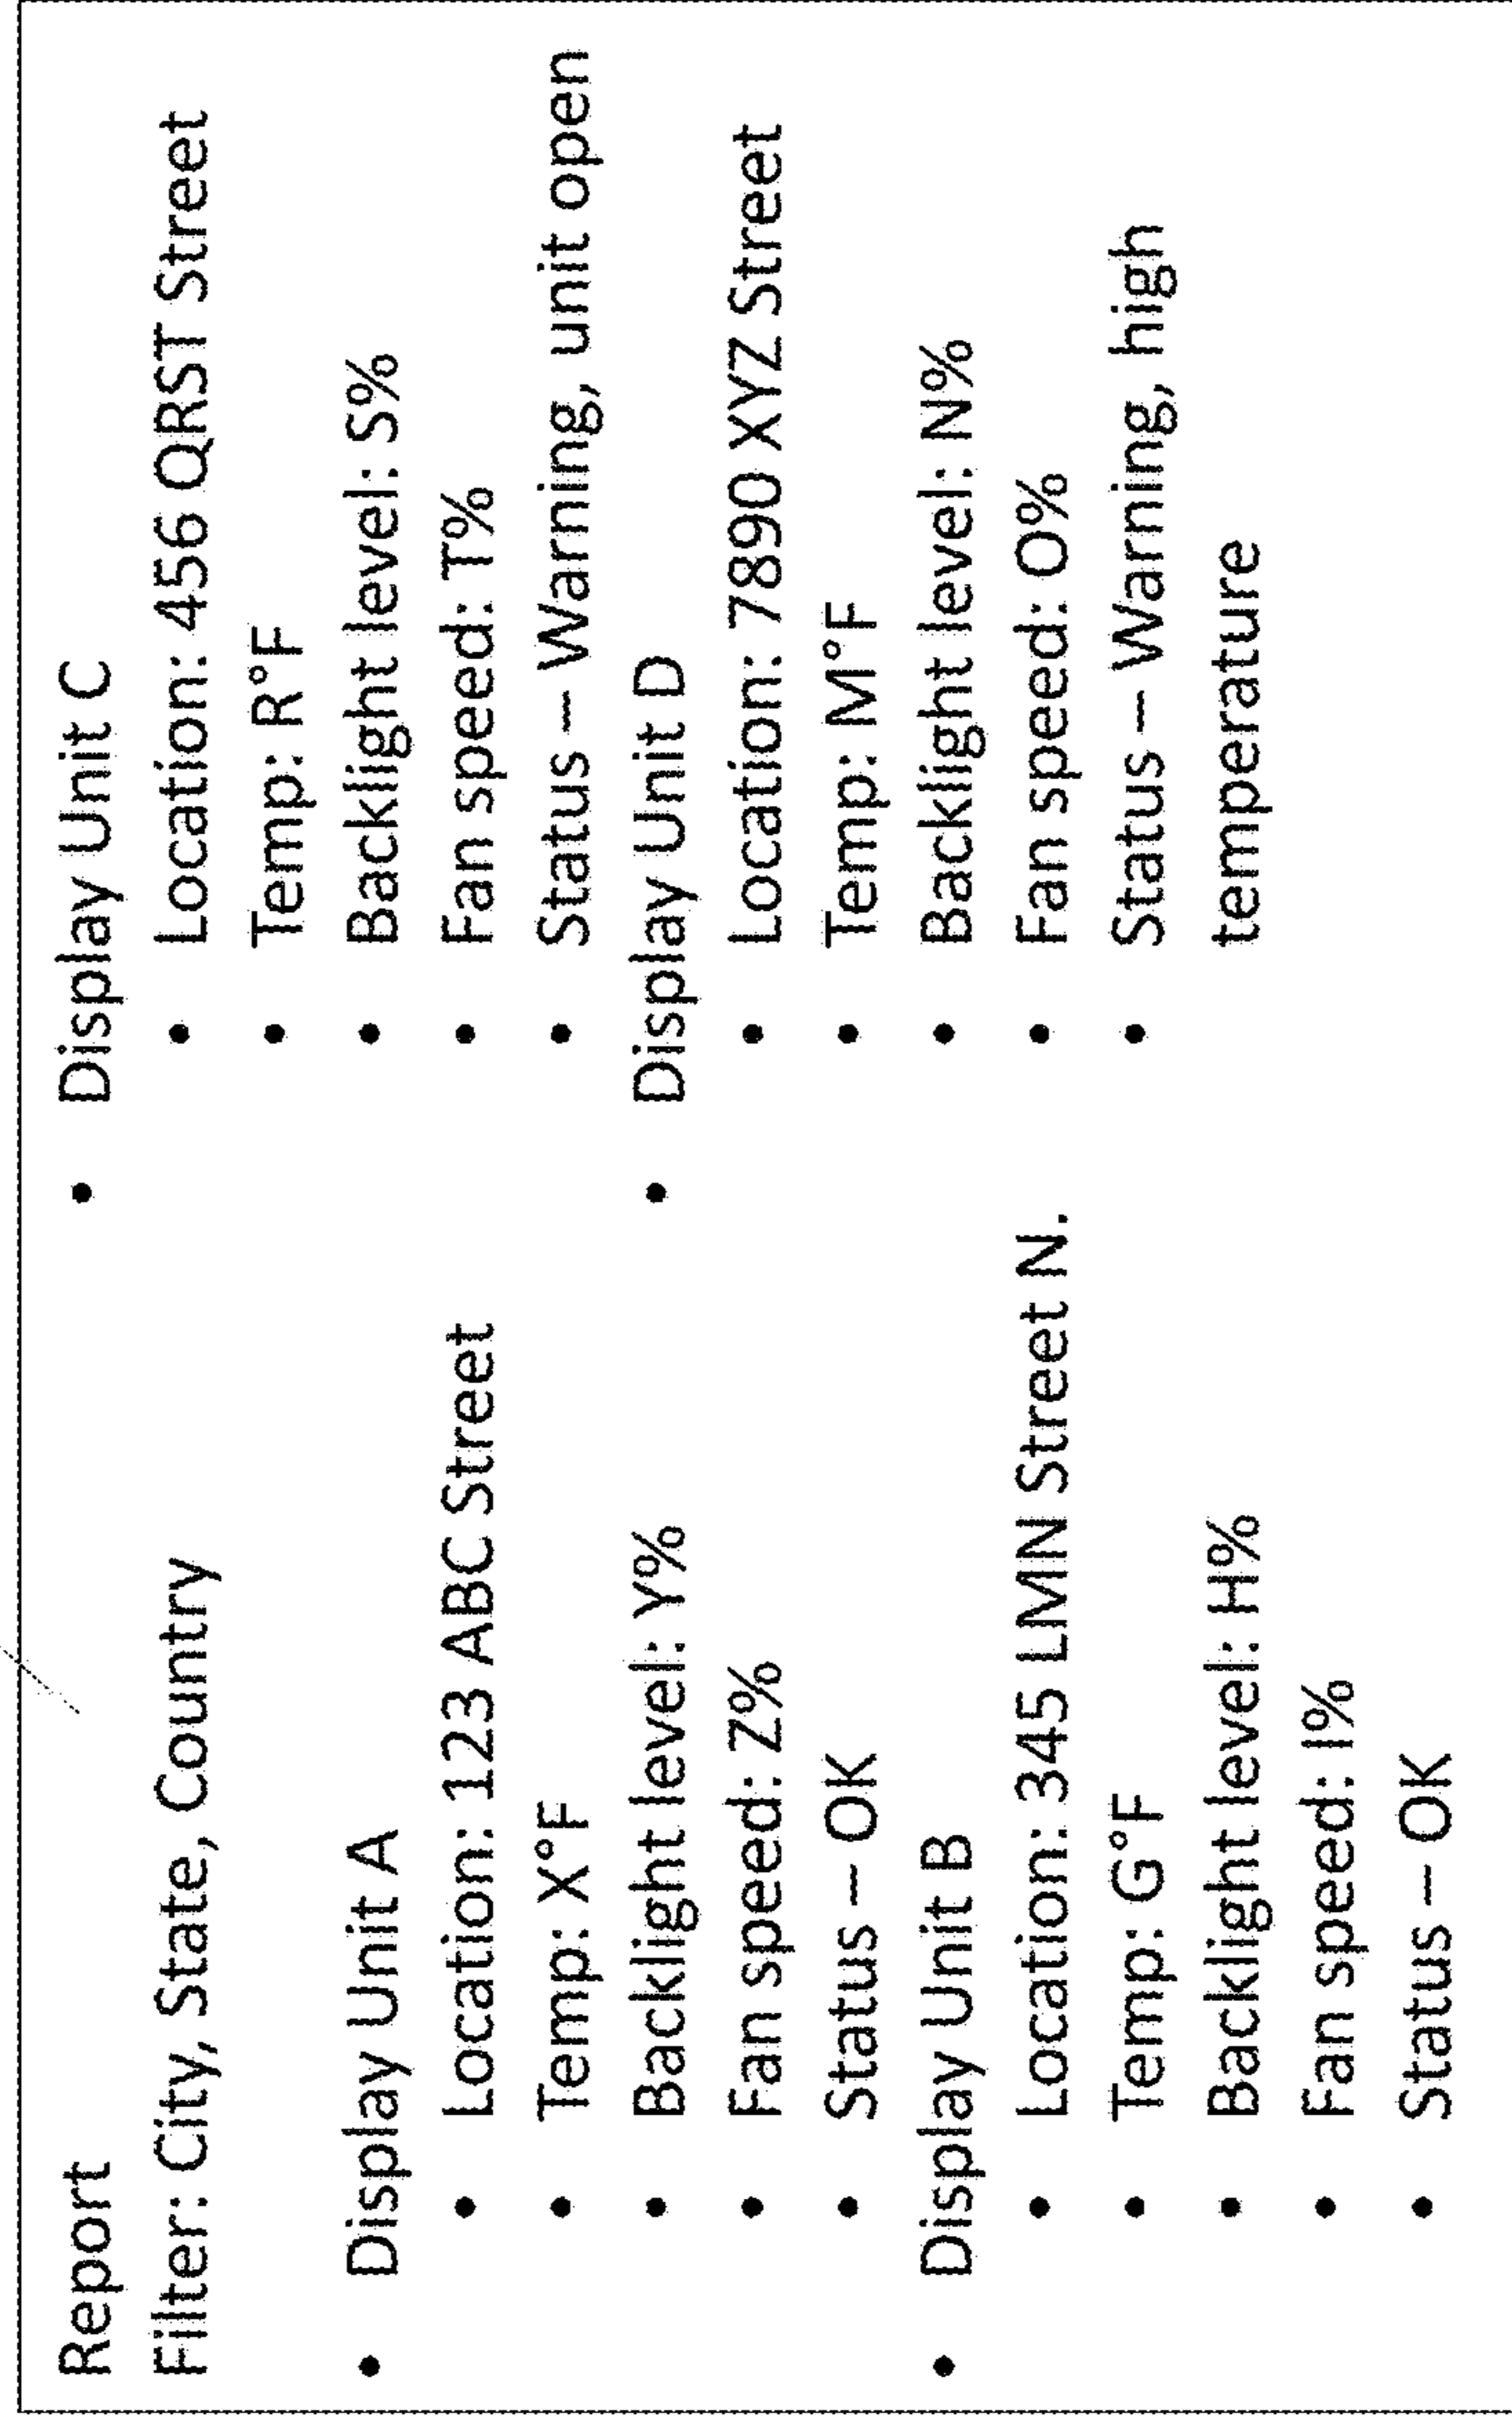 Report
Filter: City, State, Country
• Display Unit A
• Location: 123 ABC Street
• Temp: X°F
• Backlight level: Y%
• Fan speed: Z%
• Status – OK
• Display Unit B
• Location: 345 LMN Street N.
• Temp: G°F
• Backlight level: H%
• Fan speed: I%
• Status – OK
• Display Unit C
• Location: 456 QRST Street
• Temp: R°F
• Backlight level: S%
• Fan speed: T%
• Status – Warning, unit open
• Display Unit D
• Location: 7890 XYZ Street
• Temp: M°F
• Backlight level: N%
• Fan speed: O%
• Status – Warning, high
temperature